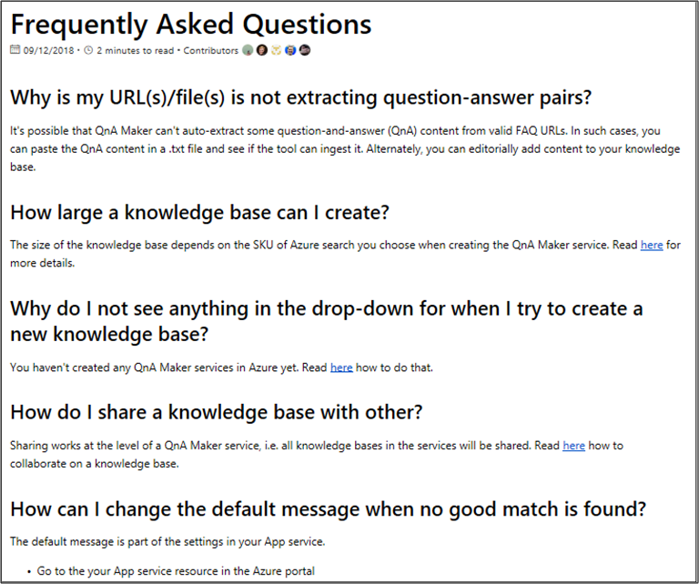 Frequently Asked Questions
09/12/2018 • 2 minutes to read • Contributors
Why is my URL(s)/file(s) is not extracting question-answer pairs?
It's possible that QnA Maker can't auto-extract some question-and-answer (QnA) content from valid FAQ URLs. In such cases, you
can paste the QnA content in a .txt file and see if the tool can ingest it. Alternately, you can editorially add content to your knowledge
base.
How large a knowledge base can I create?
The size of the knowledge base depends on the SKU of Azure search you choose when creating the QnA Maker service. Read here for
more details.
Why do I not see anything in the drop-down for when I try to create a
new knowledge base?
You haven't created any QnA Maker services in Azure yet. Read here how to do that.
How do I share a knowledge base with other?
Sharing works at the level of a QnA Maker service, i.e. all knowledge bases in the services will be shared. Read here how to
collaborate on a knowledge base.
How can I change the default message when no good match is found?
The default message is part of the settings in your App service.
• Go to the your App service resource in the Azure portal